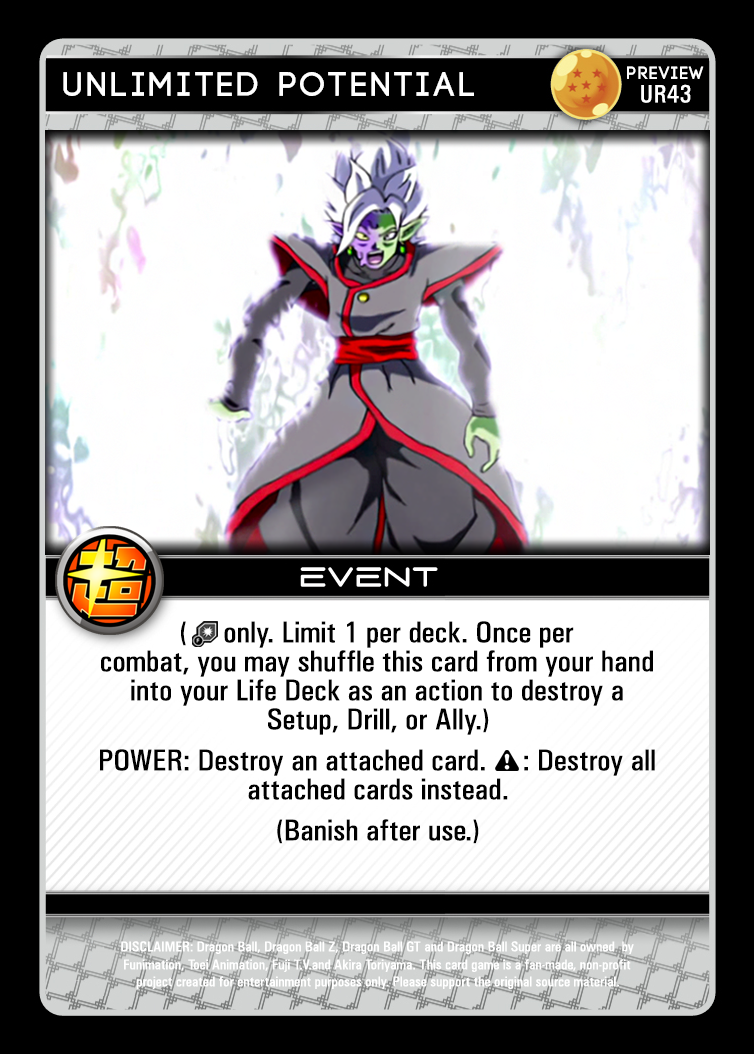 UNLIMITED POTENTIAL
PREVIEW
UR43
EVENT
( only. Limit 1 per deck. Once per
combat, you may shuffle this card from your hand
into your Life Deck as an action to destroy a
Setup, Drill, or Ally.)
POWER: Destroy an attached card. ⚠: Destroy all
attached cards instead.
(Banish after use.)
DISCLAIMER: Dragon Ball, Dragon Ball Z, Dragon Ball GT and Dragon Ball Super are all owned by
Funimation, Toei Animation, Fuji T.V.and Akira Toriyama. This card game is a fan-made, non-profit
project created for entertainment purposes only. Please support the original source material.